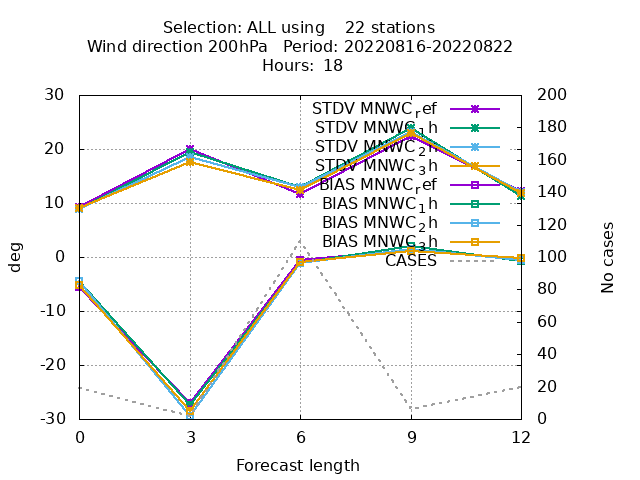 Selection: ALL using    22 stations
Wind direction 200hPa   Period: 20220816-20220822
Hours: 18
30
20
10
0
-10
-20
-30
deg
200
180
160
140
120
100
80
60
40
20
0
No cases
STDV MNWC_ref
STDV MNWC_1h
STDV MNWC_2h
STDV MNWC_3h
BIAS MNWC_ref
BIAS MNWC_1h
BIAS MNWC_2h
BIAS MNWC_3h
CASES
0 3 6 9 12
Forecast length